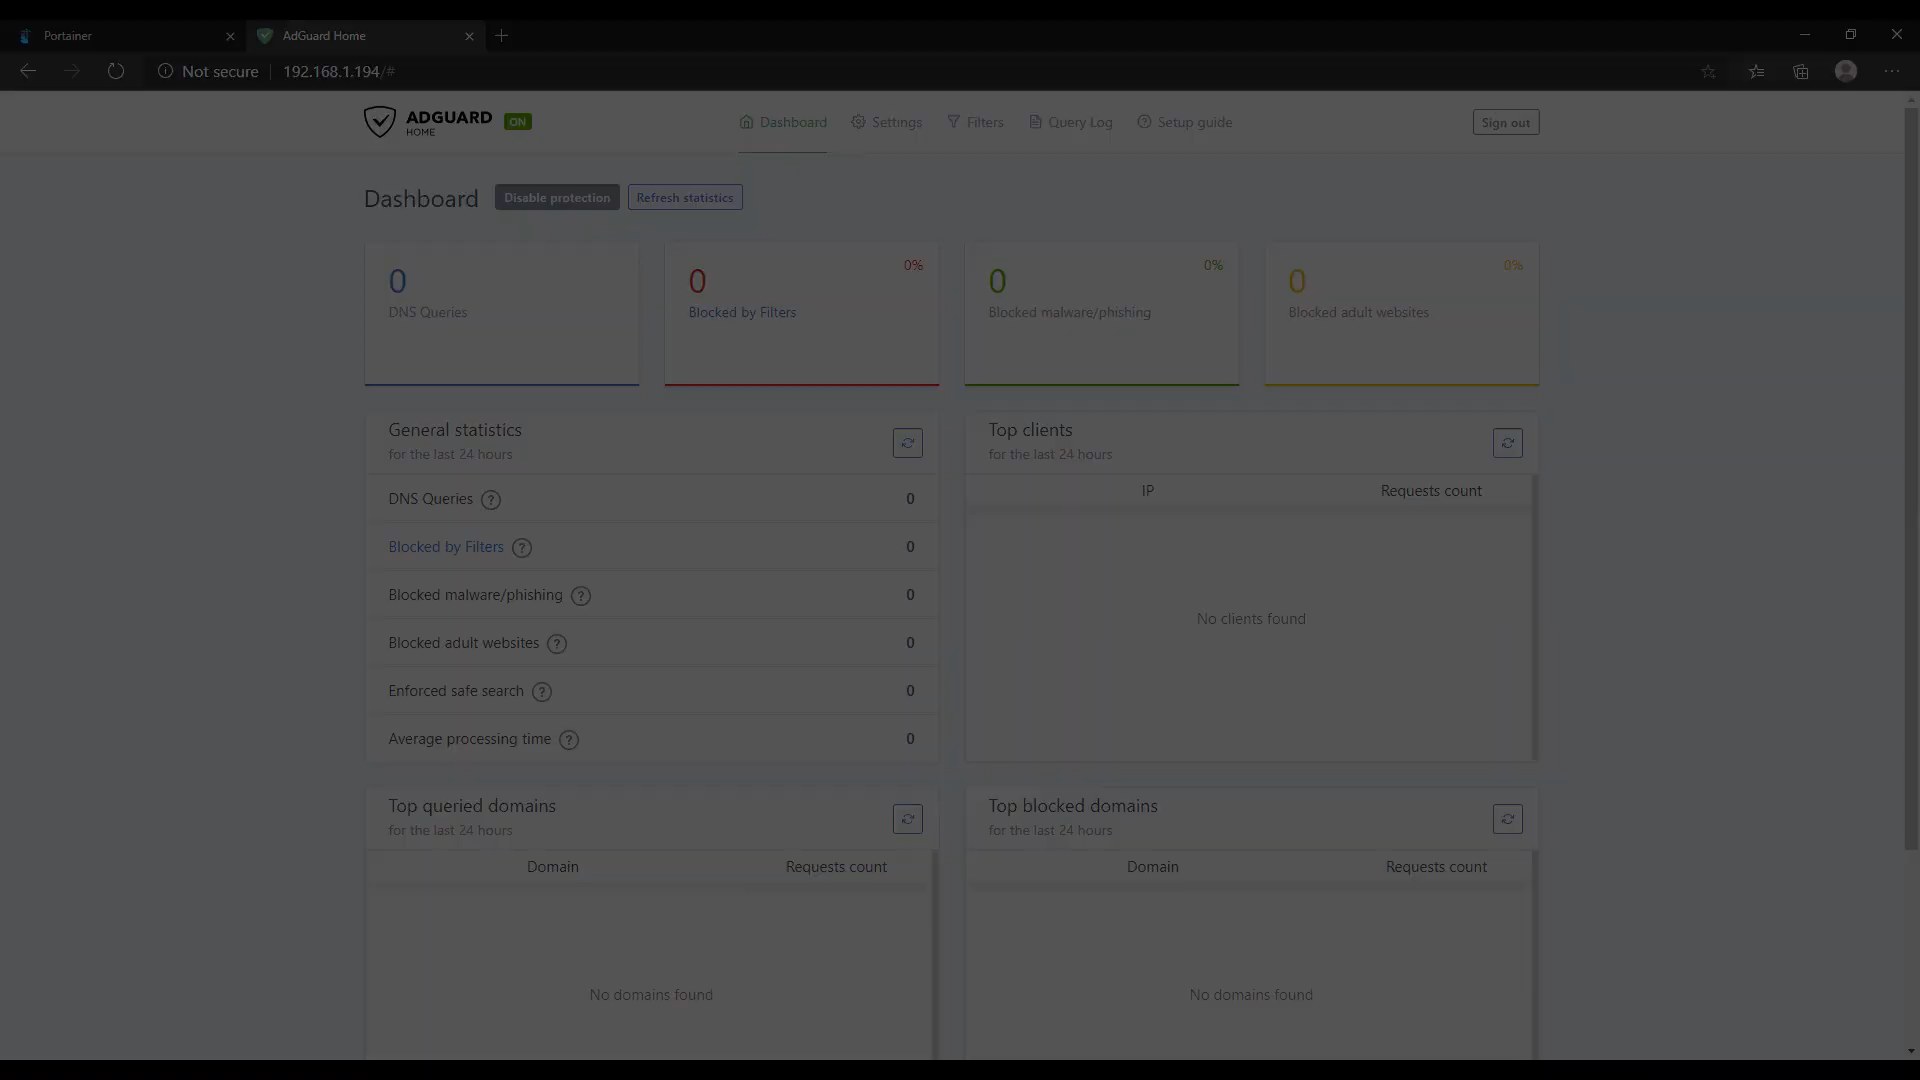 Portainer
AdGuard Home
Not secure
192.168.1.194/#
ADGUARD
HOME
ON
Dashboard
Settings
Filters
Query Log
Setup guide
Sign out
Dashboard
Disable protection
Refresh statistics
0
DNS Queries
0
0%
Blocked by Filters
0
0%
Blocked malware/phishing
0
0%
Blocked adult websites
General statistics
for the last 24 hours
DNS Queries ? 0
Blocked by Filters ? 0
Blocked malware/phishing ? 0
Blocked adult websites ? 0
Enforced safe search ? 0
Average processing time ? 0
Top clients
for the last 24 hours
IP Requests count
No clients found
Top queried domains
for the last 24 hours
Domain Requests count
No domains found
Top blocked domains
for the last 24 hours
Domain Requests count
No domains found